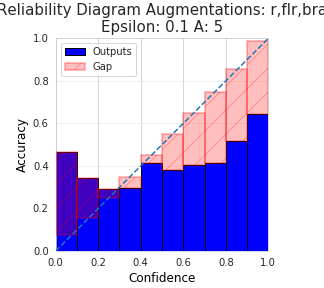 Reliability Diagram Augmentations: r,flr,bra
Epsilon: 0.1 A: 5
1.0
Outputs
Gap
0.8
0.6
Accuracy
0.4
0.2
0.0
0.0 0.2 0.4 0.6 0.8 1.0
Confidence